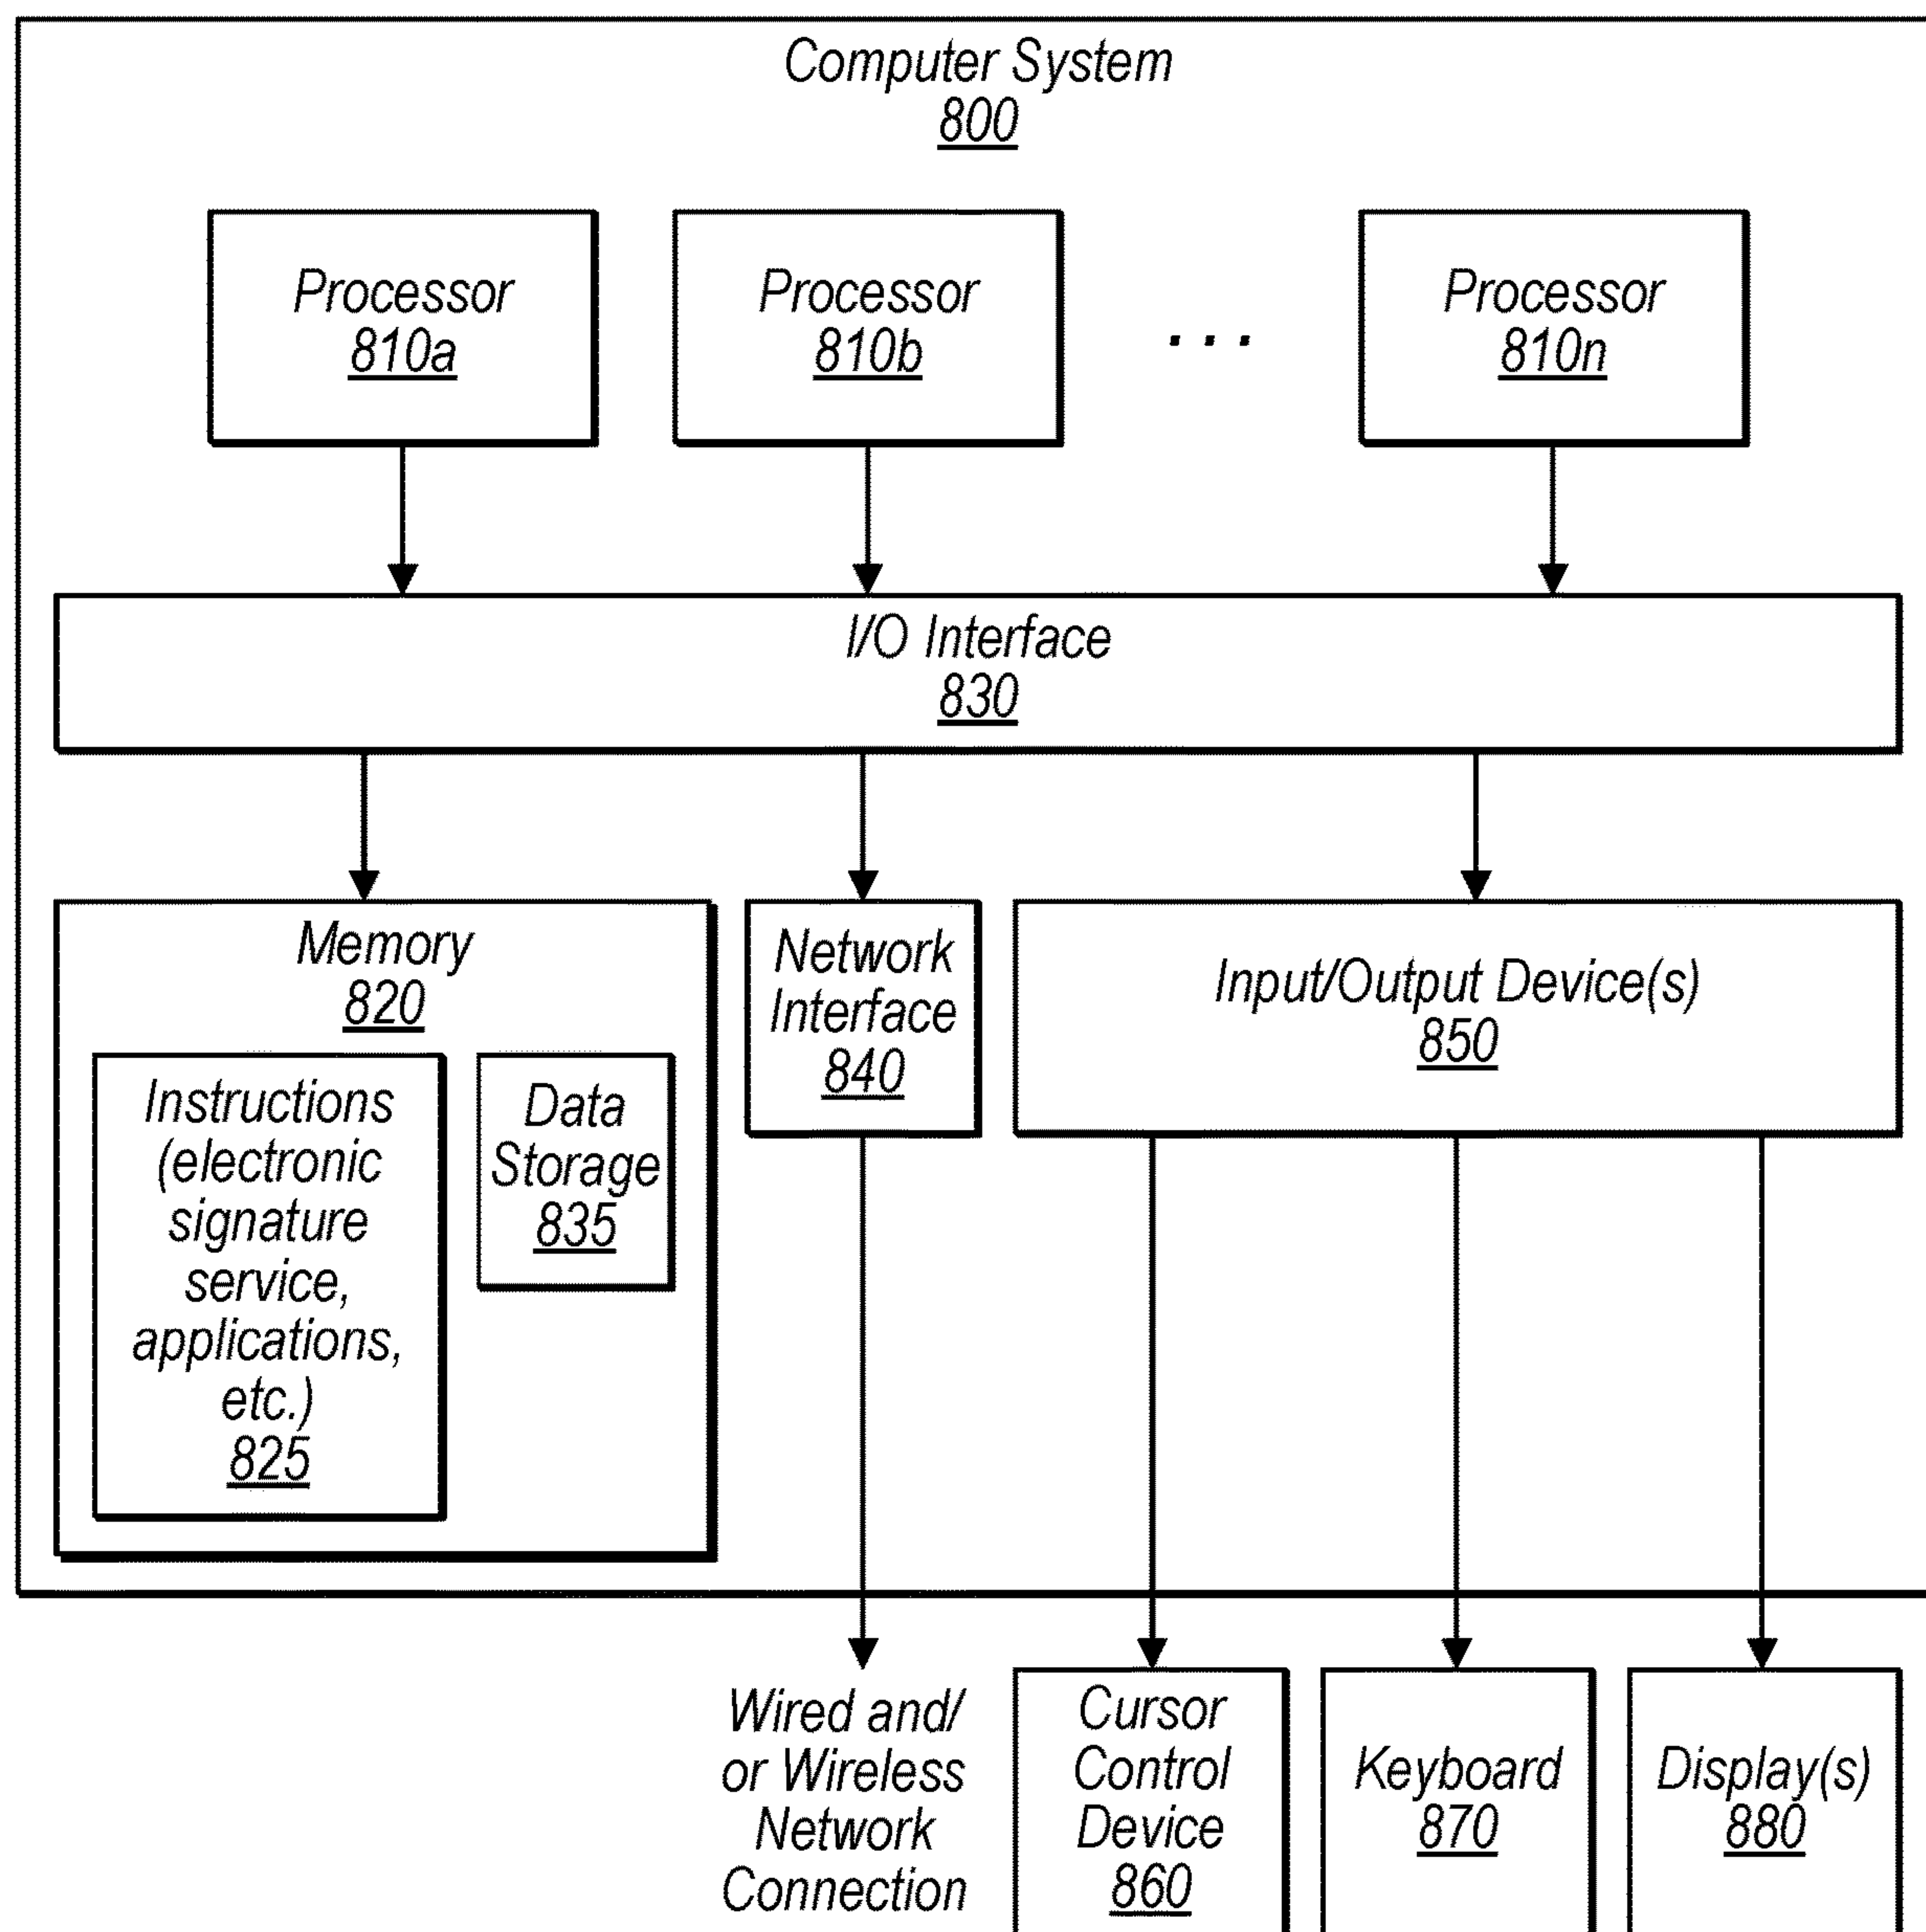 Computer System
800
Processor
810a
Processor
810b
. . .
Processor
810n
I/O Interface
830
Memory
820
Instructions
(electronic
signature
service,
applications,
etc.)
825
Data
Storage
835
Network
Interface
840
Input/Output Device(s)
850
Wired and/
or Wireless
Network
Connection
Cursor
Control
Device
860
Keyboard
870
Display(s)
880